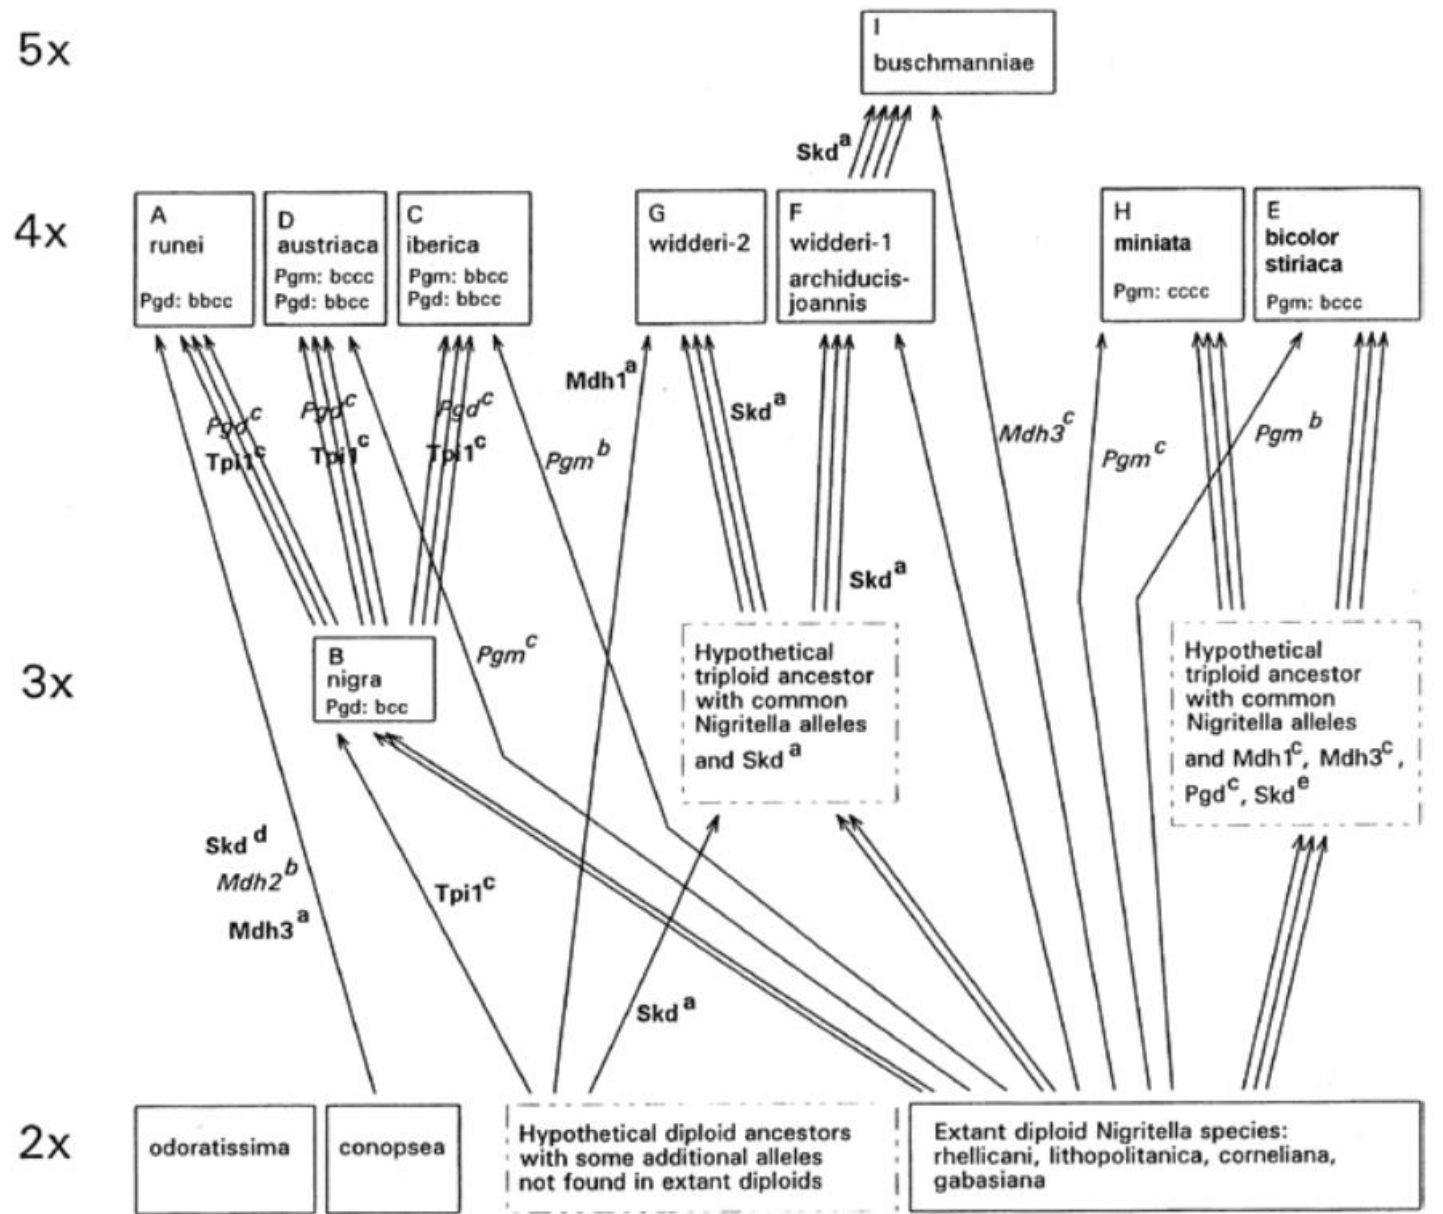 5x
I
buschmanniae
Skd^a
4x
A
runei
Pgd: bbcc
D
austriaca
Pgm: bccc
Pgd: bbcc
C
iberica
Pgm: bbcc
Pgd: bbcc
G
widderi-2
F
widderi-1
archiducis-
joannis
H
miniata
Pgm: cccc
E
bicolor
stiriaca
Pgm: bccc
Pgd^c
Tpi1^c
Pgd^c
Tpi1^c
Pgd^c
Tpi1^c
Pgm^b
Mdh1^a
Skd^a
Skd^a
Mdh3^c
Pgm^c
Pgm^b
3x
B
nigra
Pgd: bcc
Pgm^c
Hypothetical
triploid ancestor
with common
Nigritella alleles
and Skd^a
Hypothetical
triploid ancestor
with common
Nigritella alleles
and Mdh1^c, Mdh3^c,
Pgd^c, Skd^e
Skd^d
Mdh2^b
Mdh3^a
Tpi1^c
Skd^a
2x
odoratissima
conopsea
Hypothetical diploid ancestors
with some additional alleles
not found in extant diploids
Extant diploid Nigritella species:
rhellicani, lithopolitanica, corneliana,
gabasiana